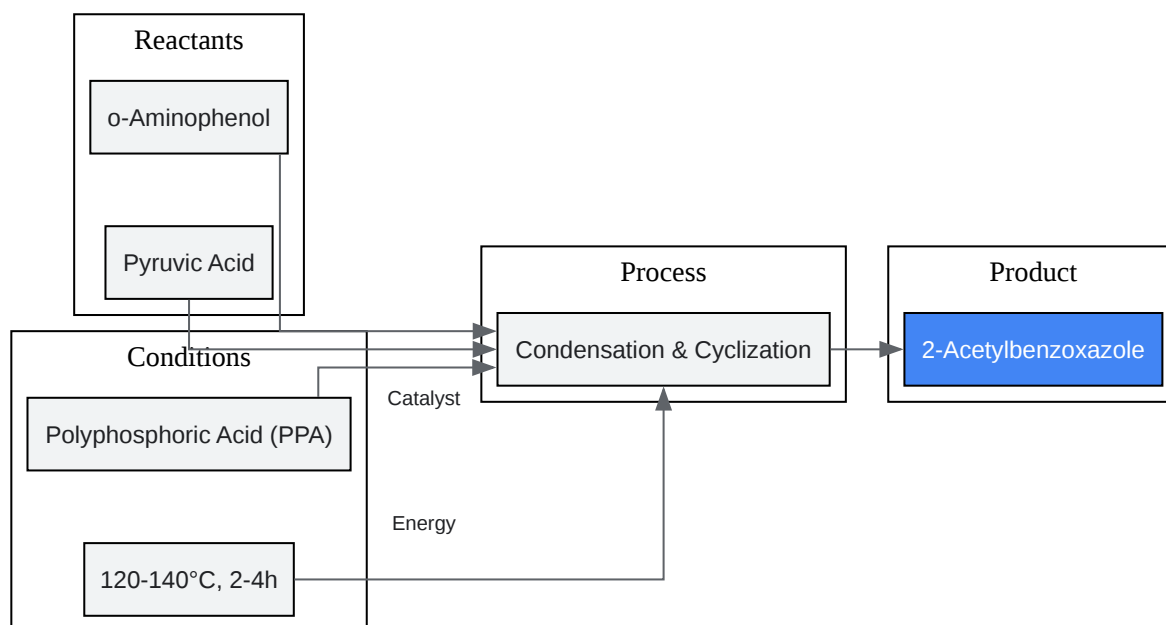 Reactants
o-Aminophenol
Pyruvic Acid
Conditions
Polyphosphoric Acid (PPA)
120-140°C, 2-4h
Catalyst
Energy
Process
Condensation & Cyclization
Product
2-Acetylbenzoxazole